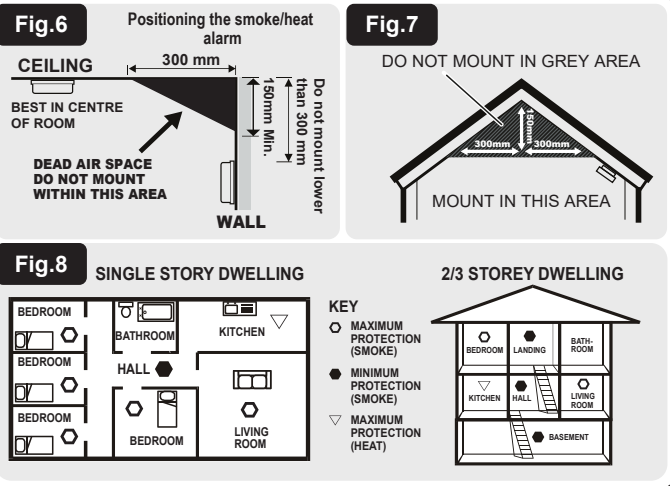 Fig.6
Positioning the smoke/heat
alarm
CEILING
300 mm
BEST IN CENTRE
OF ROOM
DEAD AIR SPACE
DO NOT MOUNT
WITHIN THIS AREA
150mm Min.
Do not mount lower
than 300 mm
WALL
Fig.7
DO NOT MOUNT IN GREY AREA
150mm
300mm
300mm
MOUNT IN THIS AREA
Fig.8
SINGLE STORY DWELLING
BEDROOM
BATHROOM
KITCHEN
BEDROOM
HALL
BEDROOM
BEDROOM
LIVING
ROOM
KEY
MAXIMUM
PROTECTION
(SMOKE)
MINIMUM
PROTECTION
(SMOKE)
MAXIMUM
PROTECTION
(HEAT)
2/3 STOREY DWELLING
BEDROOM
LANDING
BATH-
ROOM
KITCHEN
HALL
LIVING
ROOM
BASEMENT